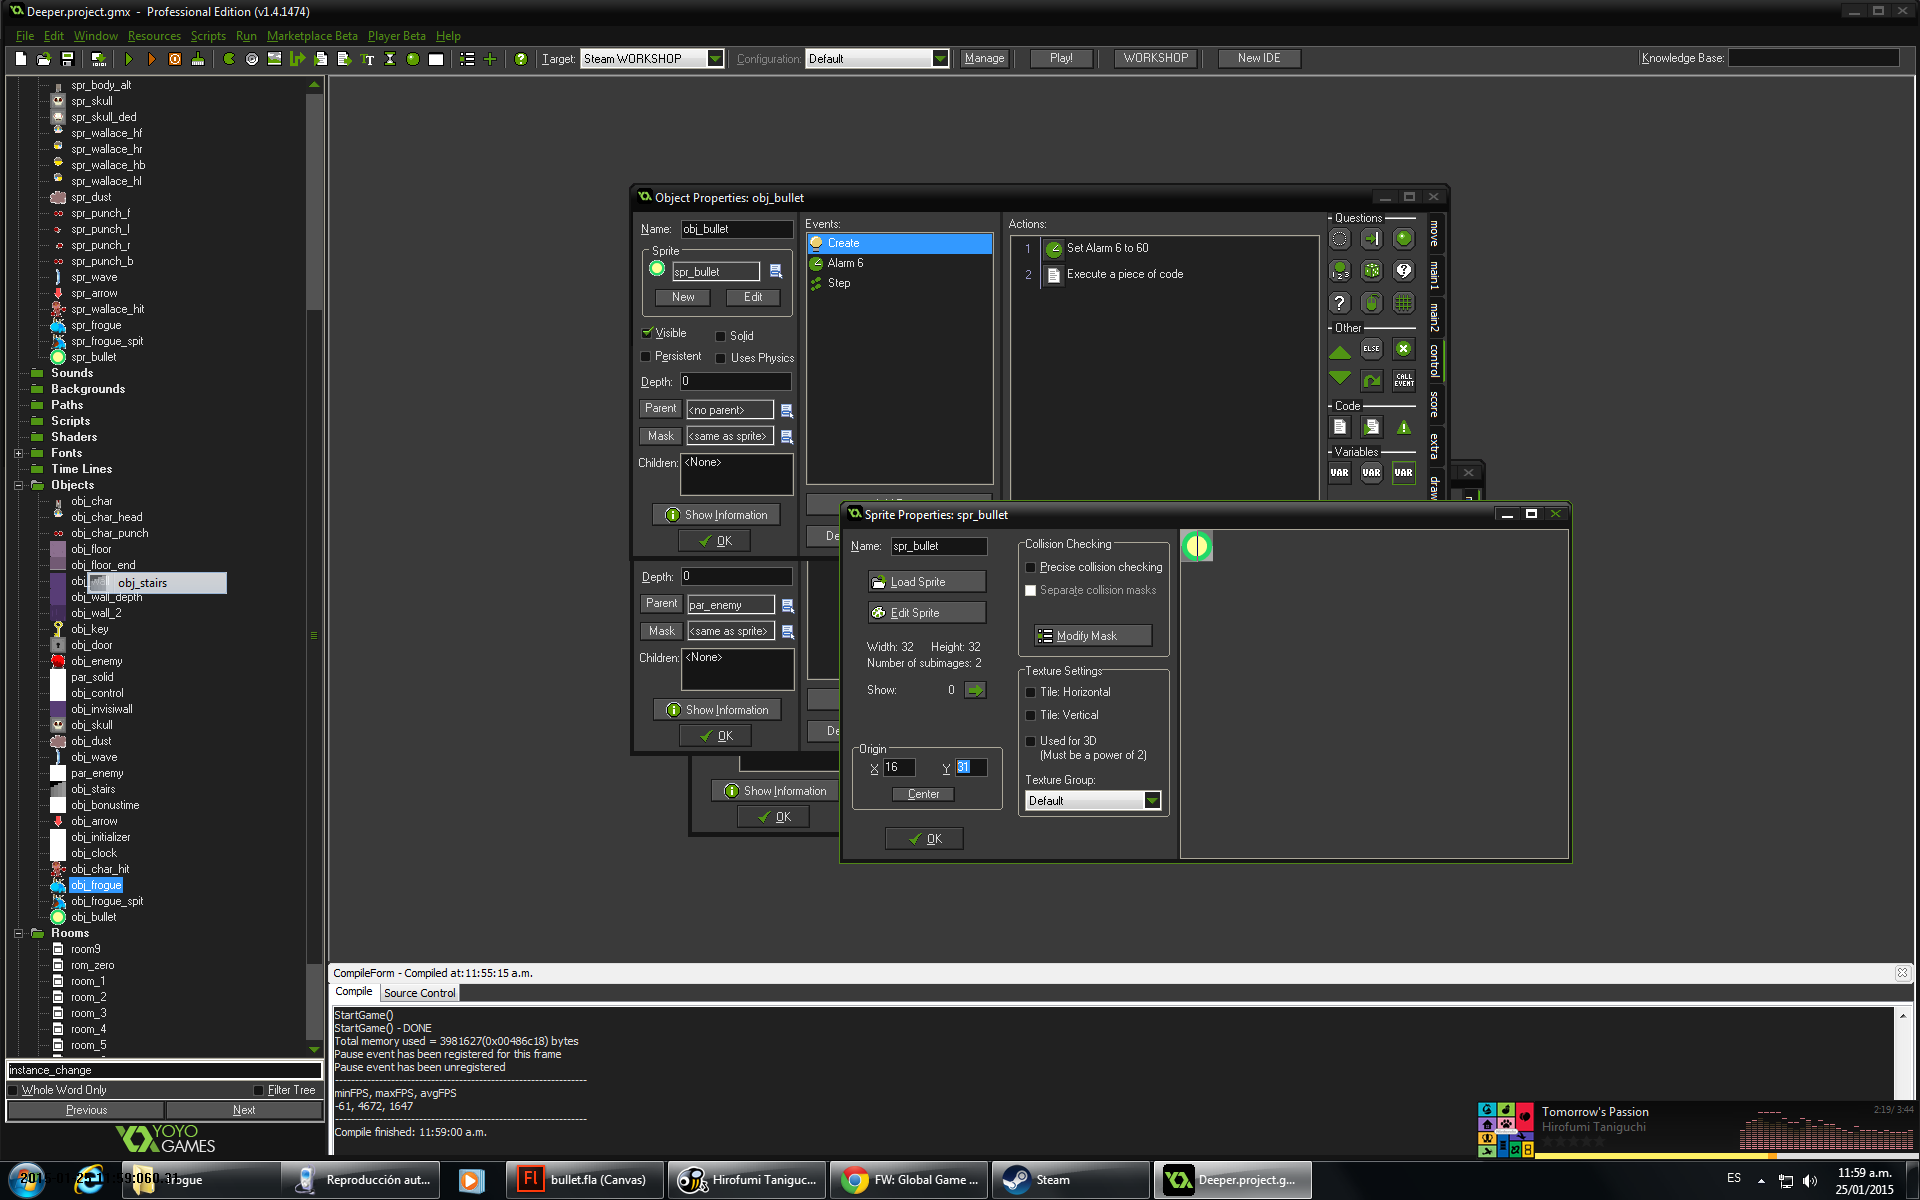 Deeper.project.gmx - Professional Edition (v1.4.1474)
File Edit Window Resources Scripts Run Marketplace Beta Player Beta Help
Target: Steam WORKSHOP Configuration: Default Manage Play! WORKSHOP New IDE Knowledge Base:
spr_body_alt
spr_skull
spr_skull_ded
spr_wallace_hf
spr_wallace_hr
spr_wallace_hb
spr_wallace_hl
spr_dust
spr_punch_f
spr_punch_l
spr_punch_r
spr_punch_b
spr_wave
spr_arrow
spr_wallace_hit
spr_frogue
spr_frogue_spit
spr_bullet
Sounds
Backgrounds
Paths
Scripts
Shaders
Fonts
Time Lines
Objects
obj_char
obj_char_head
obj_char_punch
obj_floor
obj_floor_end
obj_stairs
obj_wall_depth
obj_wall_2
obj_key
obj_door
obj_enemy
par_solid
obj_control
obj_invisiwall
obj_skull
obj_dust
obj_wave
par_enemy
obj_stairs
obj_bonustime
obj_arrow
obj_initializer
obj_clock
obj_char_hit
obj_frogue
obj_frogue_spit
obj_bullet
Rooms
room9
rom_zero
room_1
room_2
room_3
room_4
room_5
instance_change
Whole Word Only Filter Tree
Previous Next
YOYO
GAMES
Object Properties: obj_bullet
Name: obj_bullet
Sprite
spr_bullet
New Edit
Visible Solid
Persistent Uses Physics
Depth: 0
Parent <no parent>
Mask <same as sprite>
Children: <None>
Show Information
OK
Events:
Create
Alarm 6
Step
Actions:
1 Set Alarm 6 to 60
2 Execute a piece of code
Questions
Other
ELSE
CALL EVENT
Code
Variables
VAR VAR VAR
move
main1
main2
control
score
extra
draw
De
Depth: 0
Parent par_enemy
Mask <same as sprite>
Children: <None>
Show Information
OK
De
Show Information
OK
Sprite Properties: spr_bullet
Name: spr_bullet
Load Sprite
Edit Sprite
Width: 32 Height: 32
Number of subimages: 2
Show: 0
Origin
X 16 Y 31
Center
OK
Collision Checking
Precise collision checking
Separate collision masks
Modify Mask
Texture Settings
Tile: Horizontal
Tile: Vertical
Used for 3D
(Must be a power of 2)
Texture Group:
Default
CompileForm - Compiled at:11:55:15 a.m.
Compile Source Control
StartGame()
StartGame() - DONE
Total memory used = 3981627(0x00486c18) bytes
Pause event has been registered for this frame
Pause event has been unregistered
minFPS, maxFPS, avgFPS
-61, 4672, 1647
Compile finished: 11:59:00 a.m.
Tomorrow's Passion 2:19/ 3:44
Hirofumi Taniguchi
Reproducción aut...
bullet.fla (Canvas)
Hirofumi Taniguc...
FW: Global Game ...
Steam
Deeper.project.g...
ES
11:59 a.m.
25/01/2015